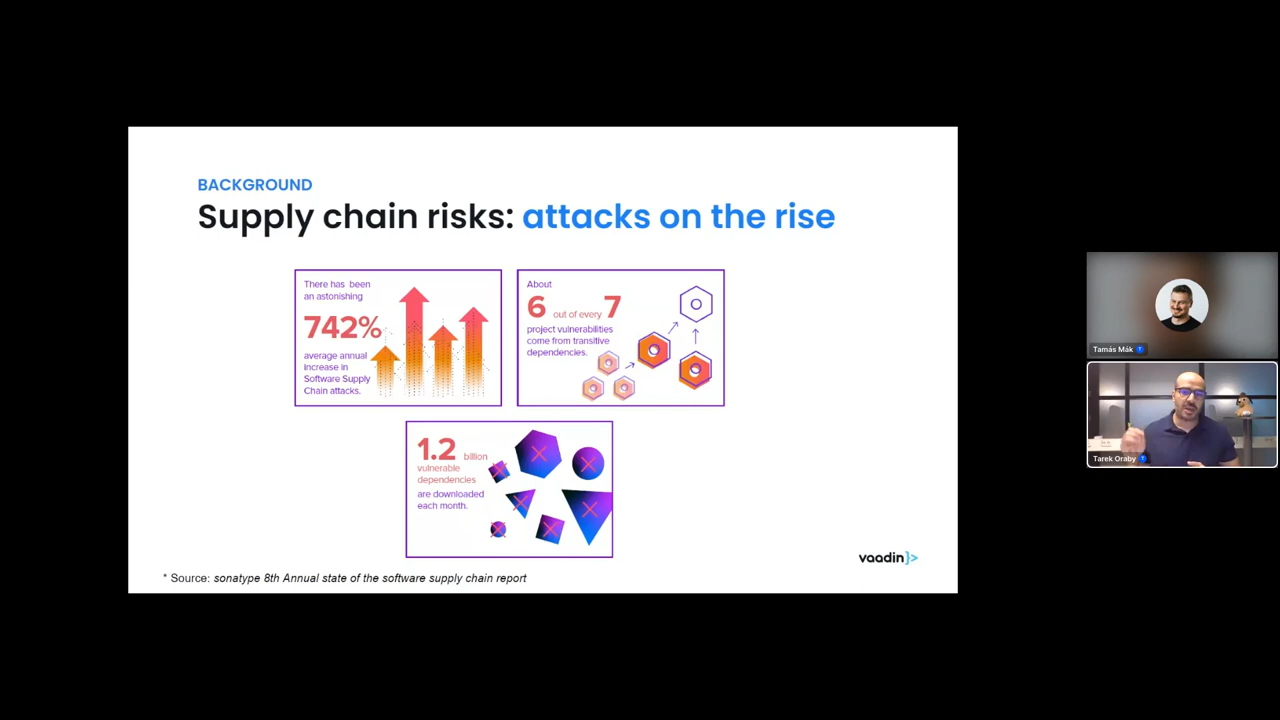 BACKGROUND
Supply chain risks: attacks on the rise
There has been
an astonishing
742%
average annual
increase in
Software Supply
Chain attacks.
About
6 out of every 7
project vulnerabilities
come from transitive
dependencies.
1.2 billion
vulnerable
dependencies
are downloaded
each month.
vaadin}>
* Source: sonatype 8th Annual state of the software supply chain report
Tamás Mák
Tarek Oraby